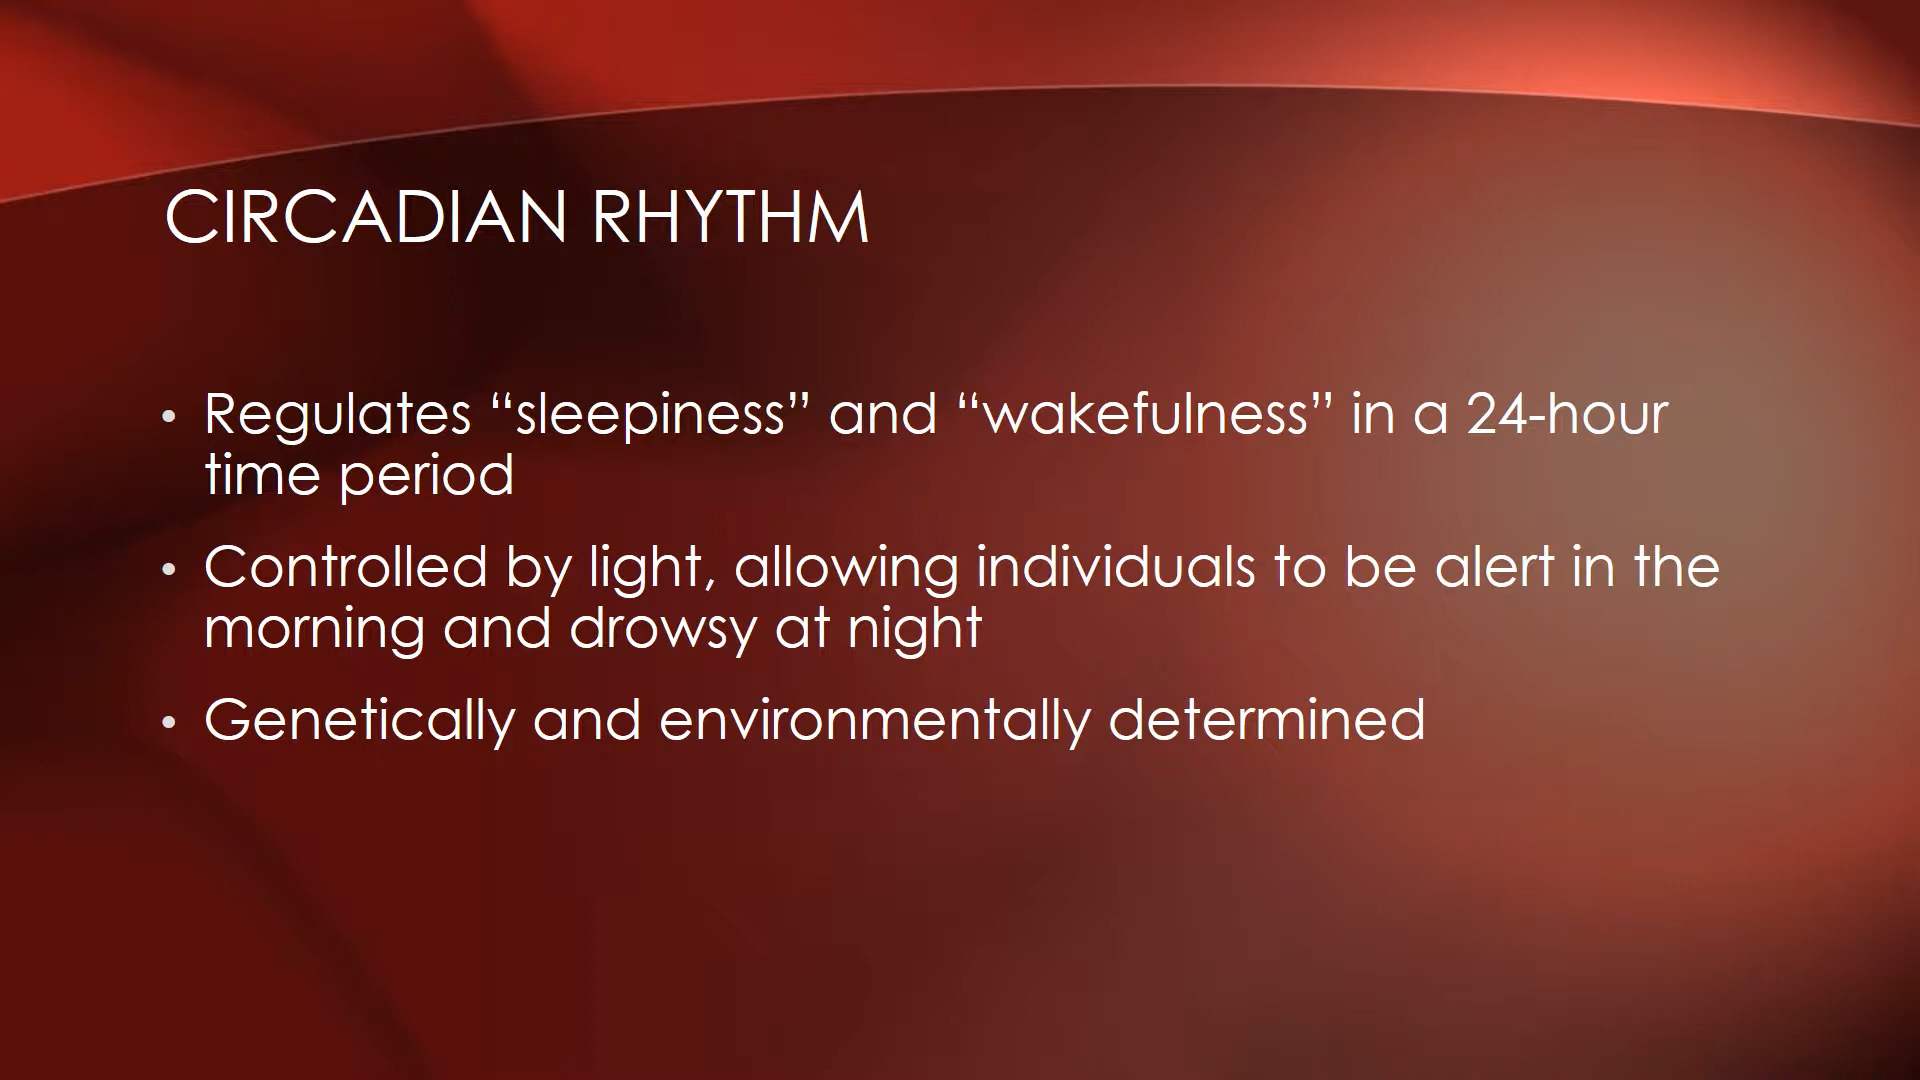 CIRCADIAN RHYTHM
• Regulates “sleepiness” and “wakefulness” in a 24-hour
time period
• Controlled by light, allowing individuals to be alert in the
morning and drowsy at night
• Genetically and environmentally determined